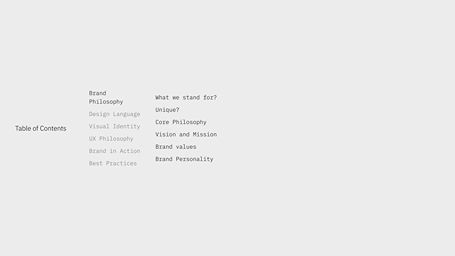 Table of Contents
Brand
Philosophy
Design Language
Visual Identity
UX Philosophy
Brand in Action
Best Practices
What we stand for?
Unique?
Core Philosophy
Vision and Mission
Brand values
Brand Personality